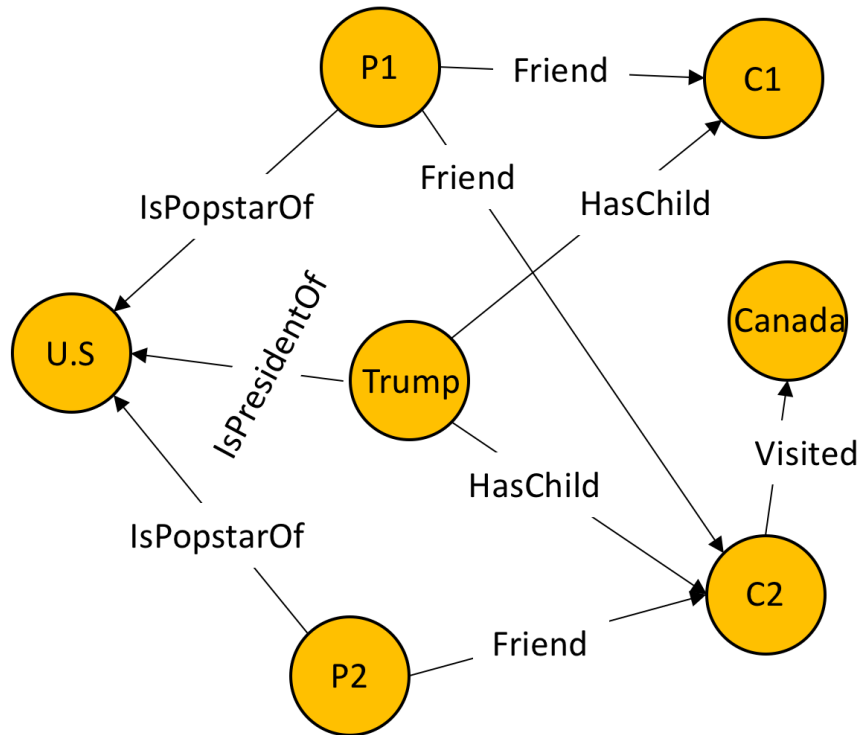 P1
Friend
C1
Friend
IsPopstarOf
HasChild
U.S
IsPresidentOf
Trump
Canada
HasChild
Visited
IsPopstarOf
C2
Friend
P2